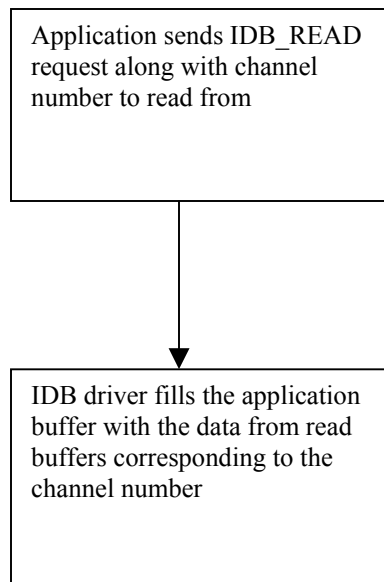 Application sends IDB_READ
request along with channel
number to read from
IDB driver fills the application
buffer with the data from read
buffers corresponding to the
channel number